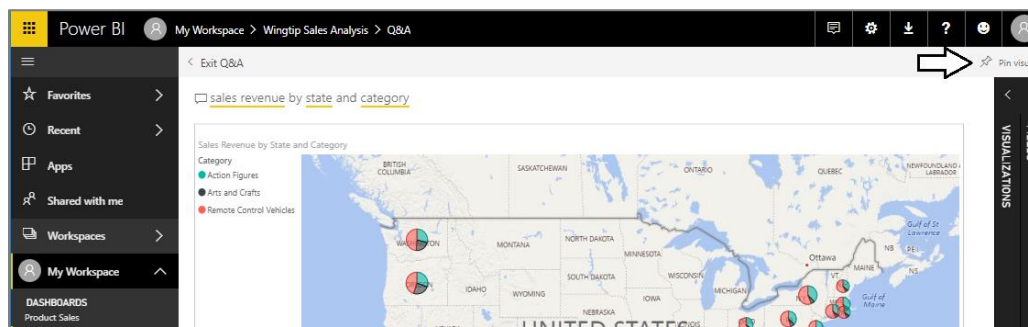 Power BI
My Workspace > Wingtip Sales Analysis > Q&A
?
< Exit Q&A
Pin visu
Favorites
Recent
Apps
Shared with me
Workspaces
My Workspace
DASHBOARDS
Product Sales
sales revenue by state and category
Sales Revenue by State and Category
Category
Action Figures
Arts and Crafts
Remote Control Vehicles
BRITISH
COLUMBIA
SASKATCHEWAN
ONTARIO
QUEBEC
NEWFOUNDLAND
LABRADOR
Gulf of St
Lawrence
NB
PEI
NS
Ottawa
MAINE
VT
Gulf of
Maine
MONTANA
NORTH DAKOTA
MINNESOTA
SOUTH DAKOTA
WISCONSIN
MICHIGAN
IDAHO
WYOMING
IOWA
NEBRASKA
UNITED STATES
VISUALIZATIONS